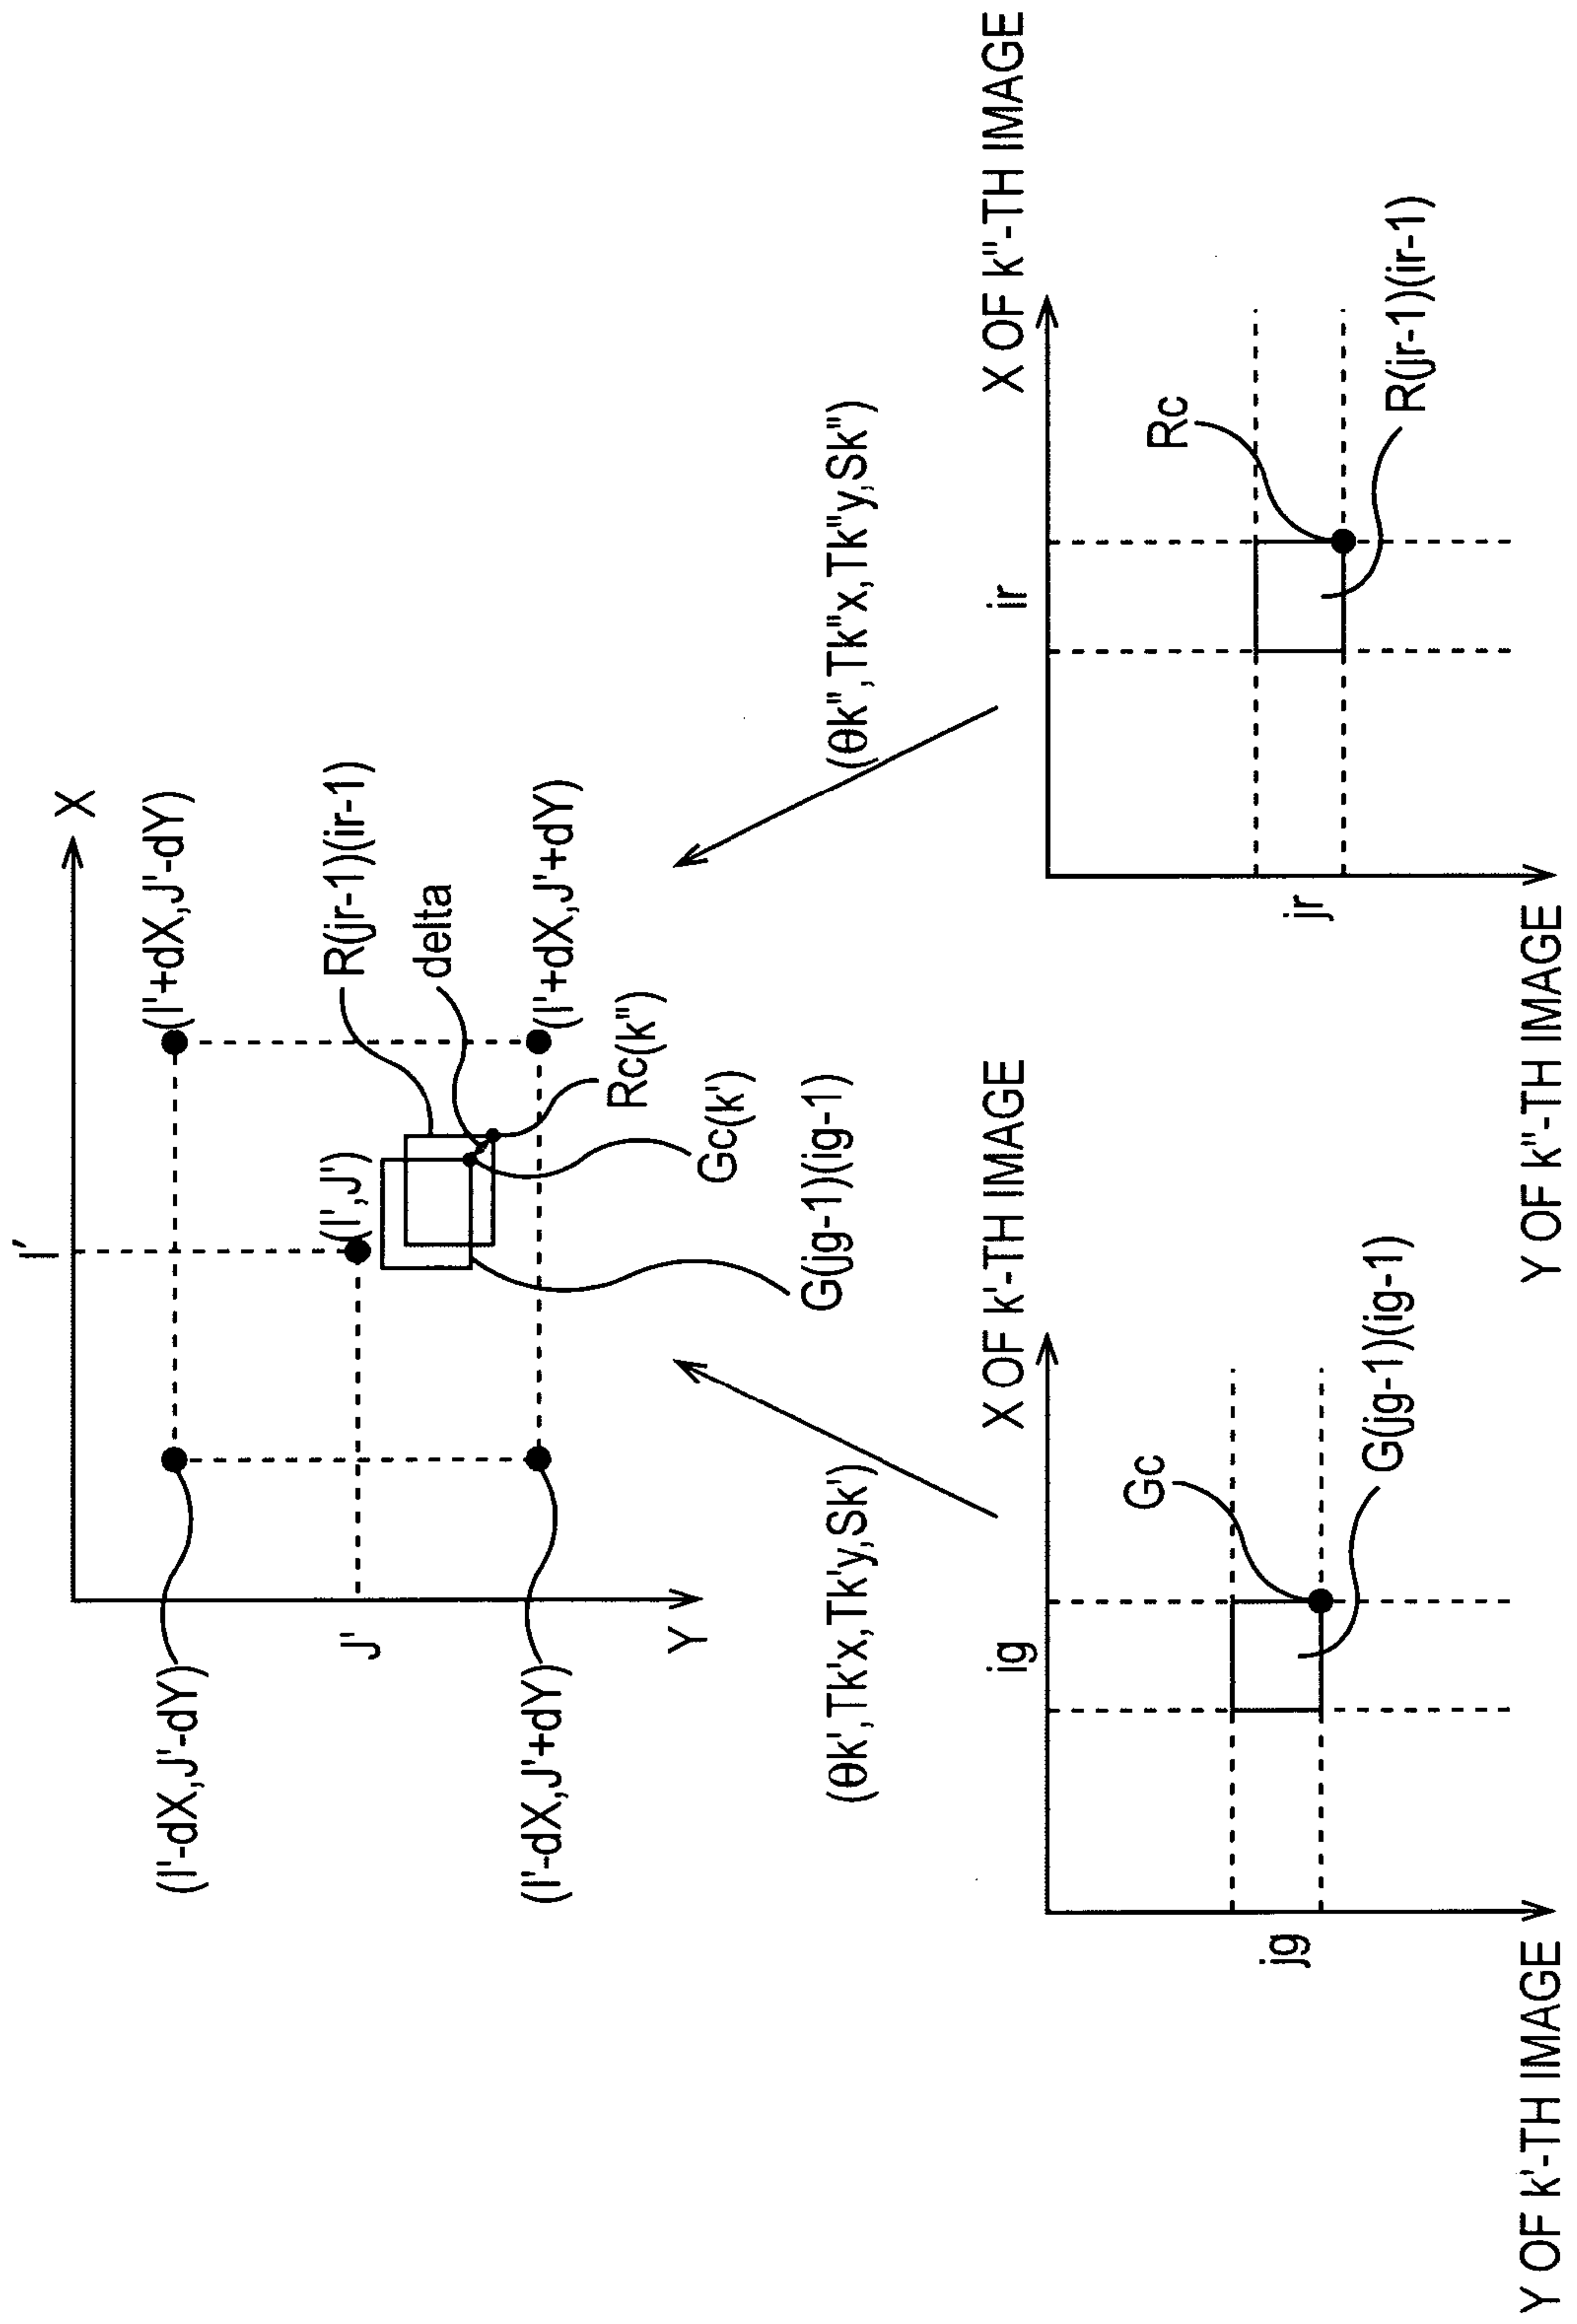 X
I'
(I'-dX,J'-dY)
(I'+dX,J'-dY)
(I',J')
R(jr-1)(ir-1)
J'
delta
(I'-dX,J'+dY)
(I'+dX,J'+dY)
Rc(k")
Gc(k')
Y
G(jg-1)(ig-1)
(θk',Tk'x,Tk'y,Sk')
(θk",Tk"x,Tk"y,Sk")
X OF k'-TH IMAGE
ig
Gc
jg
G(jg-1)(ig-1)
Y OF k'-TH IMAGE
X OF k"-TH IMAGE
ir
Rc
jr
R(jr-1)(ir-1)
Y OF k"-TH IMAGE